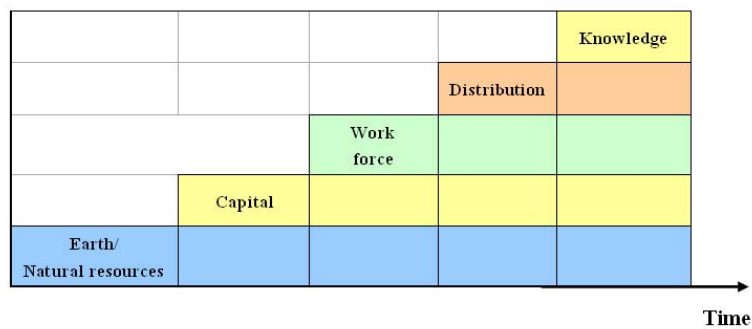 Knowledge
Distribution
Work
force
Capital
Earth/
Natural resources
Time